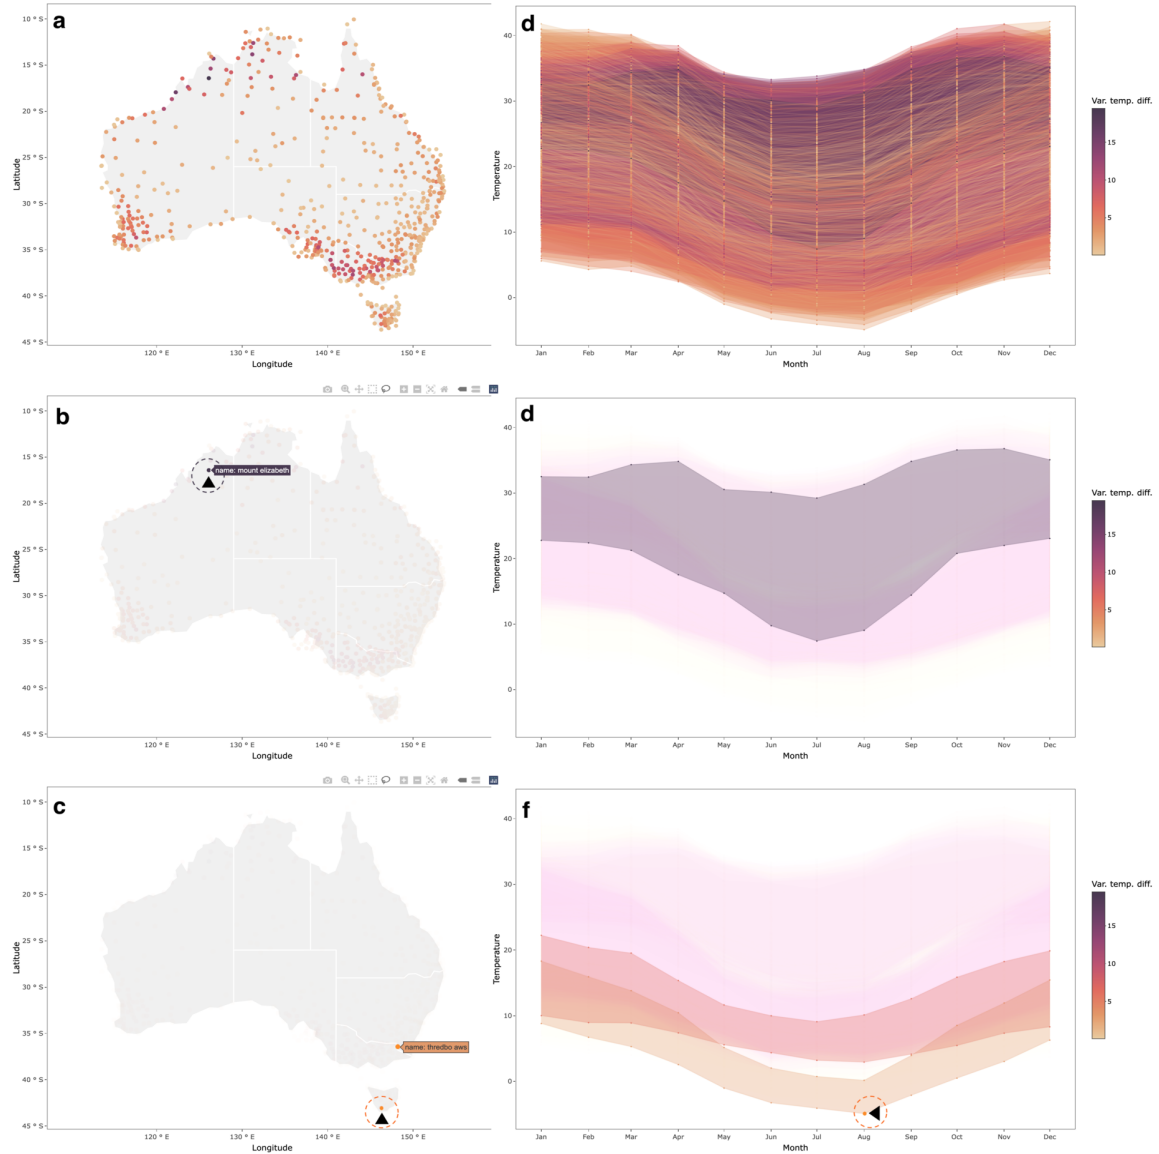 a
10 ° S
15 ° S
20 ° S
25 ° S
30 ° S
35 ° S
40 ° S
45 ° S
Latitude
120 ° E
130 ° E
140 ° E
150 ° E
Longitude
d
40
30
20
10
0
Temperature
Jan
Feb
Mar
Apr
May
Jun
Jul
Aug
Sep
Oct
Nov
Dec
Month
Var. temp. diff.
15
10
5
b
10 ° S
15 ° S
20 ° S
25 ° S
30 ° S
35 ° S
40 ° S
45 ° S
Latitude
name: mount elizabeth
120 ° E
130 ° E
140 ° E
150 ° E
Longitude
d
40
30
20
10
0
Temperature
Jan
Feb
Mar
Apr
May
Jun
Jul
Aug
Sep
Oct
Nov
Dec
Month
Var. temp. diff.
15
10
5
c
10 ° S
15 ° S
20 ° S
25 ° S
30 ° S
35 ° S
40 ° S
45 ° S
Latitude
name: thredbo aws
120 ° E
130 ° E
140 ° E
150 ° E
Longitude
f
40
30
20
10
0
Temperature
Jan
Feb
Mar
Apr
May
Jun
Jul
Aug
Sep
Oct
Nov
Dec
Month
Var. temp. diff.
15
10
5